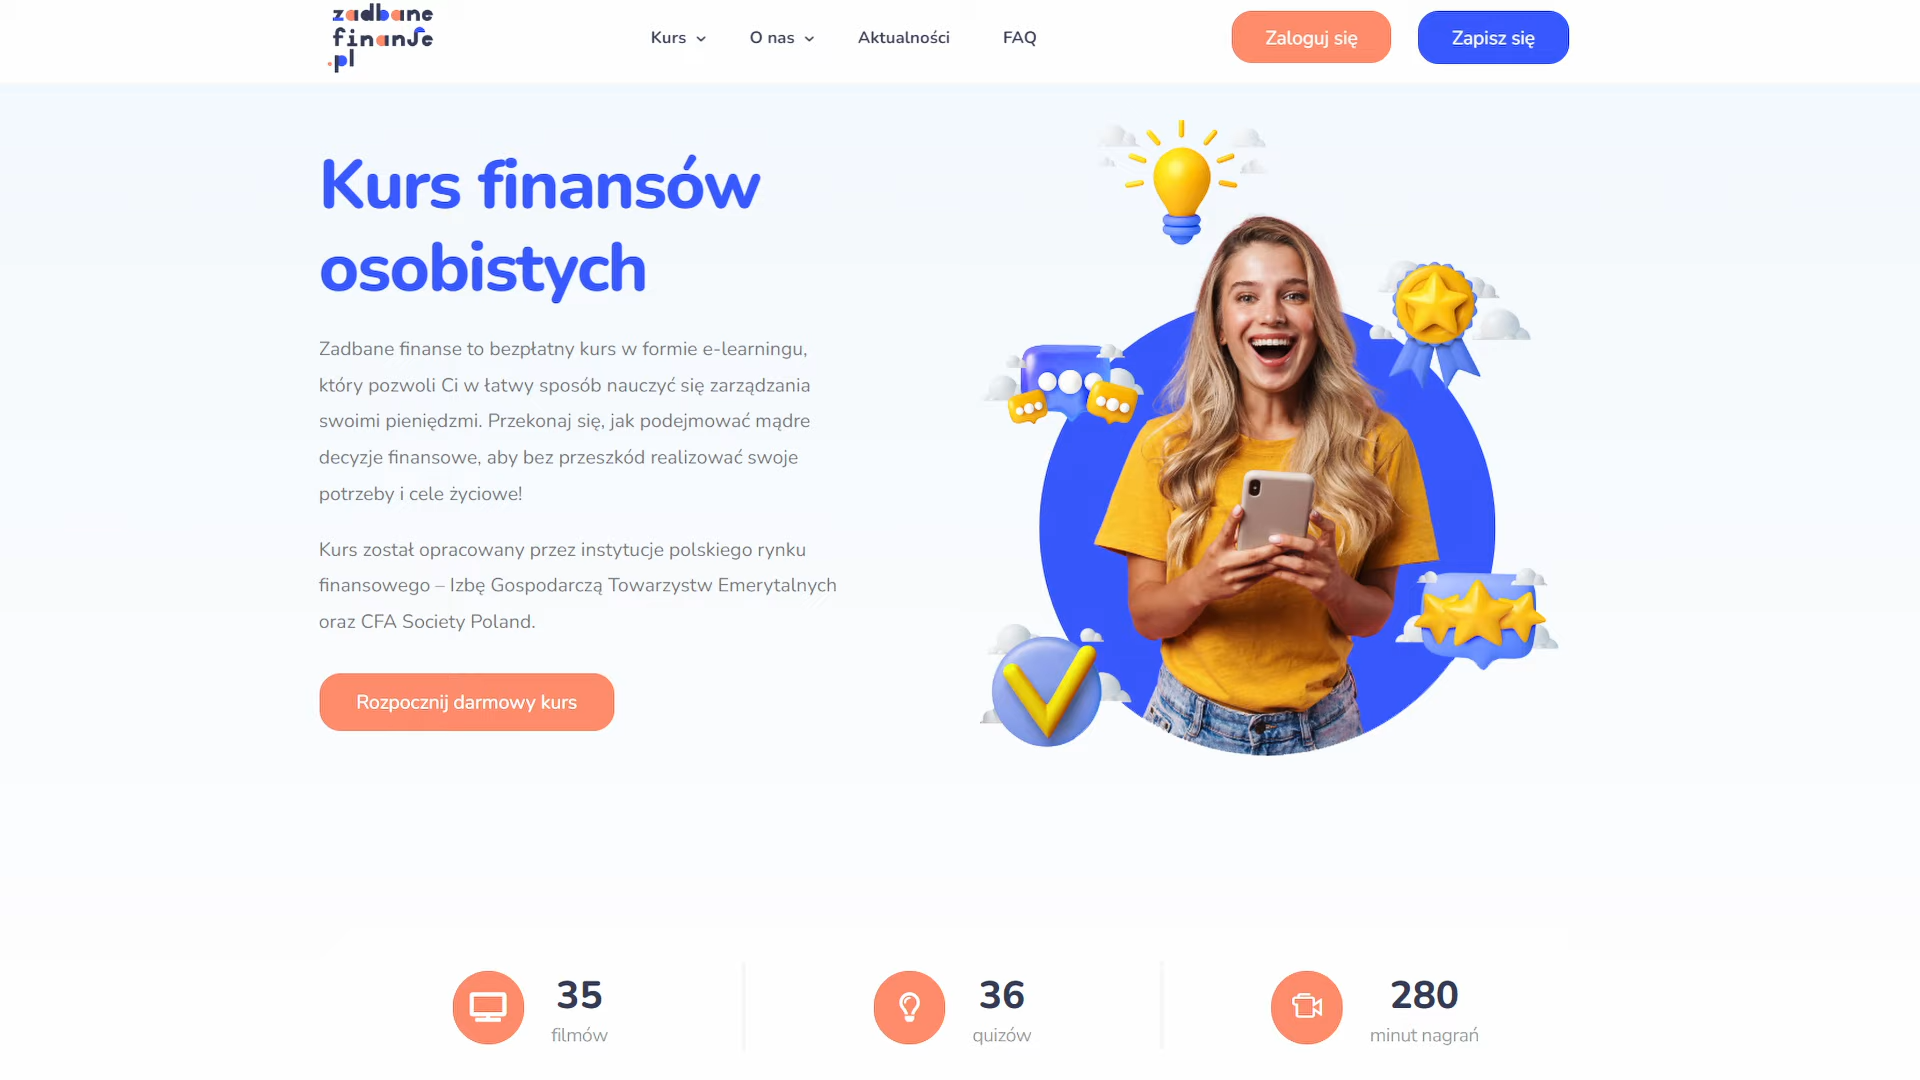 zadbane
finanse
.pl
Kurs
O nas
Aktualności
FAQ
Zaloguj się
Zapisz się
Kurs finansów
osobistych
Zadbane finanse to bezpłatny kurs w formie e-learningu,
który pozwoli Ci w łatwy sposób nauczyć się zarządzania
swoimi pieniędzmi. Przekonaj się, jak podejmować mądre
decyzje finansowe, aby bez przeszkód realizować swoje
potrzeby i cele życiowe!
Kurs został opracowany przez instytucje polskiego rynku
finansowego – Izbę Gospodarczą Towarzystw Emerytalnych
oraz CFA Society Poland.
Rozpocznij darmowy kurs
35
filmów
36
quizów
280
minut nagrań